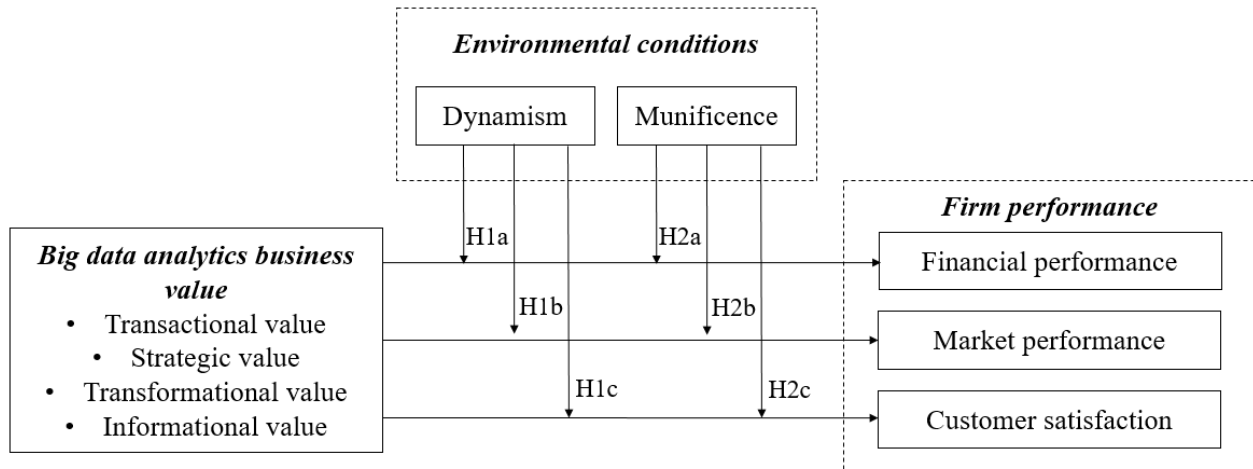 Environmental conditions
Dynamism
Munificence
Firm performance
H1a
H2a
Big data analytics business
value
• Transactional value
• Strategic value
• Transformational value
• Informational value
Financial performance
H1b
H2b
Market performance
H1c
H2c
Customer satisfaction